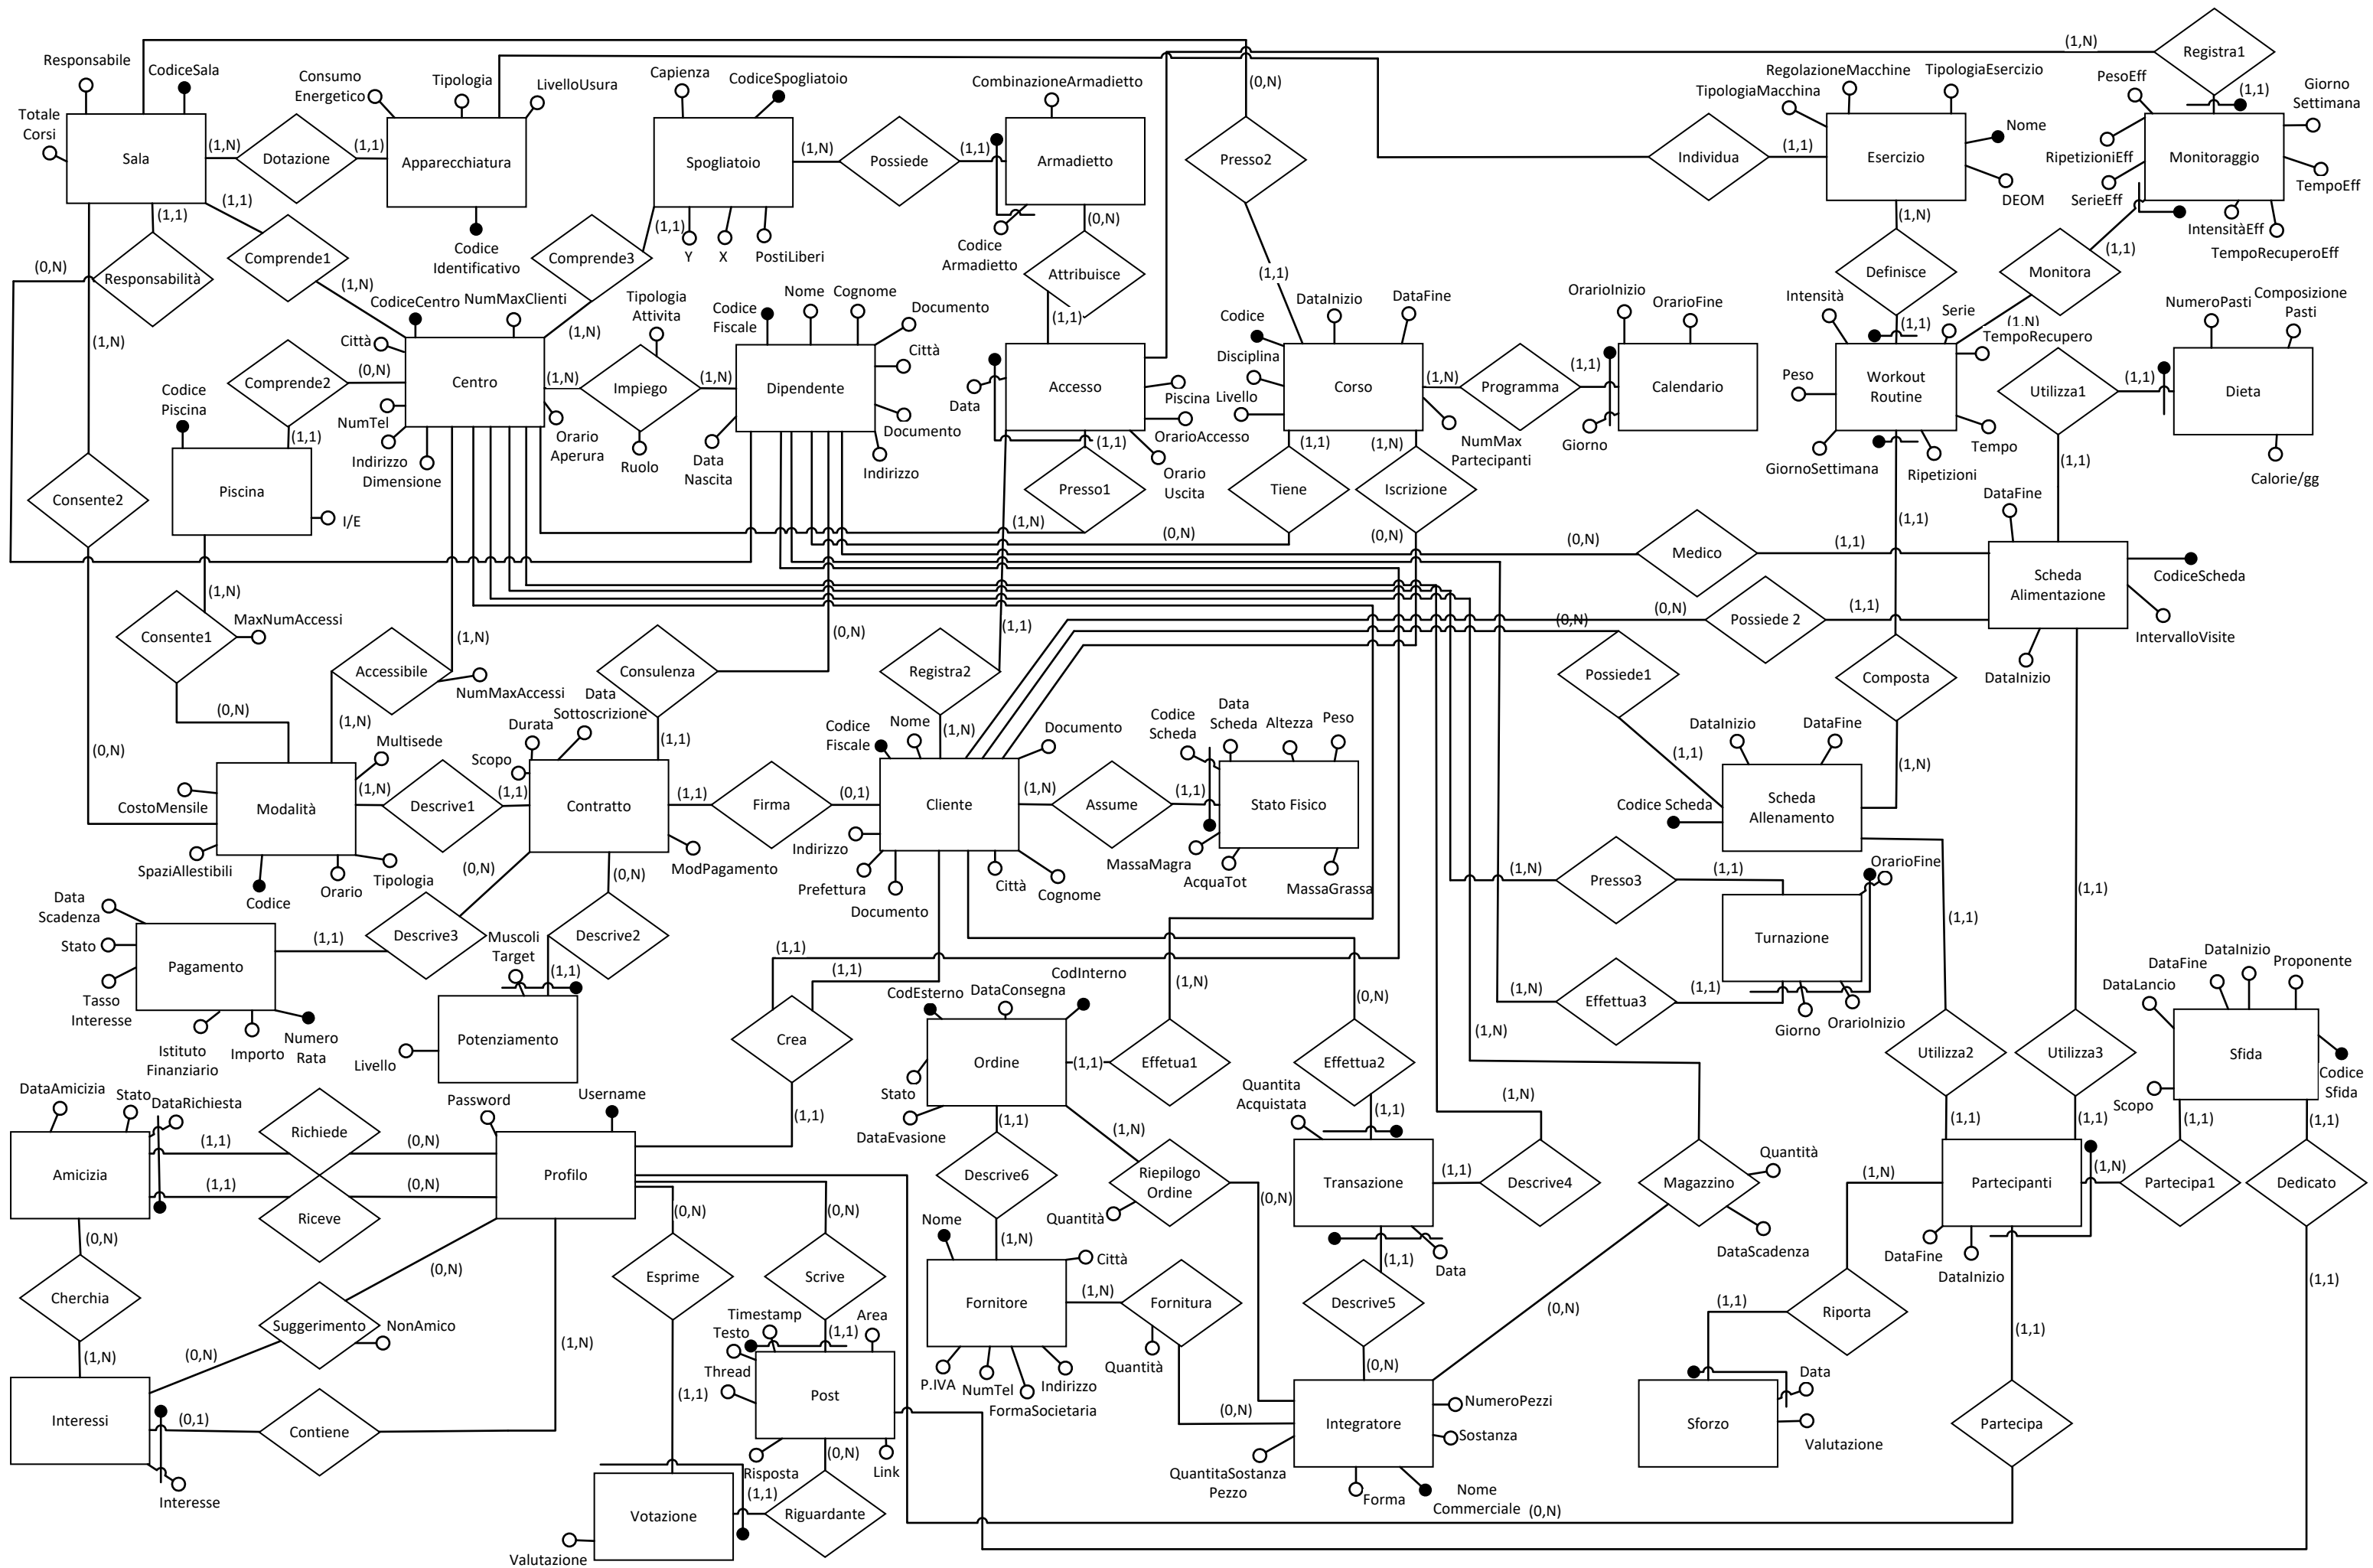 Responsabile
CodiceSala
Totale
Corsi
Sala
(1,N)
Dotazione
(1,1)
Consumo
Energetico
Tipologia
LivelloUsura
Apparecchiatura
Codice
Identificativo
Capienza
CodiceSpogliatoio
Spogliatoio
(1,N)
Possiede
(1,1)
CombinazioneArmadietto
Armadietto
Codice
Armadietto
(0,N)
Attribuisce
(1,1)
Y
X
PostiLiberi
(1,1)
Comprende3
(1,N)
(0,N)
Presso2
(1,1)
(1,N)
Registra1
(1,1)
RegolazioneMacchine
TipologiaMacchina
TipologiaEsercizio
Individua
(1,1)
Esercizio
Nome
DEOM
(1,N)
Definisce
(1,1)
PesoEff
RipetizioniEff
SerieEff
Monitoraggio
Giorno
Settimana
TempoEff
IntensitàEff
TempoRecuperoEff
(1,1)
Monitora
(1,N)
(1,1)
Responsabilità
(0,N)
(1,1)
Comprende1
(1,N)
(1,N)
Consente2
(0,N)
CodiceCentro
NumMaxClienti
Città
Centro
NumTel
Indirizzo
Dimensione
Orario
Aperura
Comprende2
(0,N)
(1,1)
Codice
Piscina
Piscina
I/E
(1,N)
Consente1
MaxNumAccessi
(0,N)
Tipologia
Attivita
(1,N)
Impiego
(1,N)
Ruolo
Codice
Fiscale
Nome
Cognome
Documento
Città
Dipendente
Documento
Indirizzo
Data
Nascita
Accesso
Data
Piscina
OrarioAccesso
Orario
Uscita
(1,1)
Presso1
(1,N)
Codice
Disciplina
Livello
DataInizio
DataFine
Corso
NumMax
Partecipanti
(1,N)
Programma
(1,1)
OrarioInizio
OrarioFine
Calendario
Giorno
(1,1)
Tiene
(0,N)
(1,N)
Iscrizione
(0,N)
Intensità
Serie
TempoRecupero
Peso
Workout
Routine
Tempo
GiornoSettimana
Ripetizioni
(1,1)
Utilizza1
(1,1)
(1,1)
NumeroPasti
Composizione
Pasti
Dieta
Calorie/gg
(0,N)
Medico
(1,1)
DataFine
Scheda
Alimentazione
CodiceScheda
IntervalloVisite
DataInizio
(0,N)
Possiede 2
(1,1)
(0,N)
Possiede1
(1,1)
Composta
(1,N)
DataInizio
DataFine
Codice Scheda
Scheda
Allenamento
(1,1)
(1,1)
(1,N)
Accessibile
NumMaxAccessi
(1,N)
Multisede
CostoMensile
Modalità
SpaziAllestibili
Codice
Orario
Tipologia
(1,N)
Descrive1
(1,1)
Scopo
Durata
Data
Sottoscrizione
Contratto
ModPagamento
Consulenza
(0,N)
(1,1)
(1,1)
Firma
(0,1)
Registra2
(1,1)
(1,N)
Codice
Fiscale
Nome
Documento
Cliente
Indirizzo
Prefettura
Documento
Città
Cognome
(1,N)
Assume
(1,1)
Codice
Scheda
Data
Scheda
Altezza
Peso
Stato Fisico
MassaMagra
AcquaTot
MassaGrassa
(0,N)
Descrive3
(1,1)
(0,N)
Descrive2
(1,1)
Data
Scadenza
Stato
Tasso
Interesse
Pagamento
Istituto
Finanziario
Importo
Numero
Rata
Muscoli
Target
Potenziamento
Livello
(1,N)
Presso3
(1,1)
OrarioFine
Turnazione
Giorno
OrarioInizio
(1,N)
Effettua3
(1,1)
(1,1)
(1,1)
Crea
(1,1)
CodEsterno
DataConsegna
CodInterno
Ordine
Stato
DataEvasione
(1,1)
Effetua1
(1,N)
(0,N)
Effettua2
(1,1)
(1,N)
(1,N)
Utilizza2
(1,1)
Utilizza3
(1,1)
DataLancio
DataFine
DataInizio
Proponente
Sfida
Codice
Sfida
Scopo
(1,1)
(1,1)
DataAmicizia
Stato
DataRichiesta
Amicizia
(1,1)
Richiede
(0,N)
(1,1)
Riceve
(0,N)
Password
Username
Profilo
(0,N)
Cherchia
(1,N)
Suggerimento
(0,N)
(0,N)
NonAmico
Interessi
(0,1)
Contiene
(1,N)
Interesse
(0,N)
Esprime
(1,1)
(0,N)
Scrive
(1,1)
Timestamp
Testo
Thread
Area
Post
Risposta
Link
(0,N)
Riguardante
(1,1)
Votazione
Valutazione
(1,1)
Descrive6
(1,N)
Nome
Città
Fornitore
P.IVA
NumTel
FormaSocietaria
Indirizzo
(1,N)
Riepilogo
Ordine
Quantità
(0,N)
(1,N)
Fornitura
Quantità
(0,N)
Quantita
Acquistata
Transazione
Data
(1,1)
Descrive4
(1,1)
Descrive5
(0,N)
Integratore
NumeroPezzi
Sostanza
QuantitaSostanza
Pezzo
Forma
Nome
Commerciale
Magazzino
Quantità
DataScadenza
(0,N)
Partecipanti
DataFine
DataInizio
(1,N)
Partecipa1
Dedicato
(1,1)
(1,N)
Riporta
(1,1)
Sforzo
Data
Valutazione
(1,1)
Partecipa
(0,N)